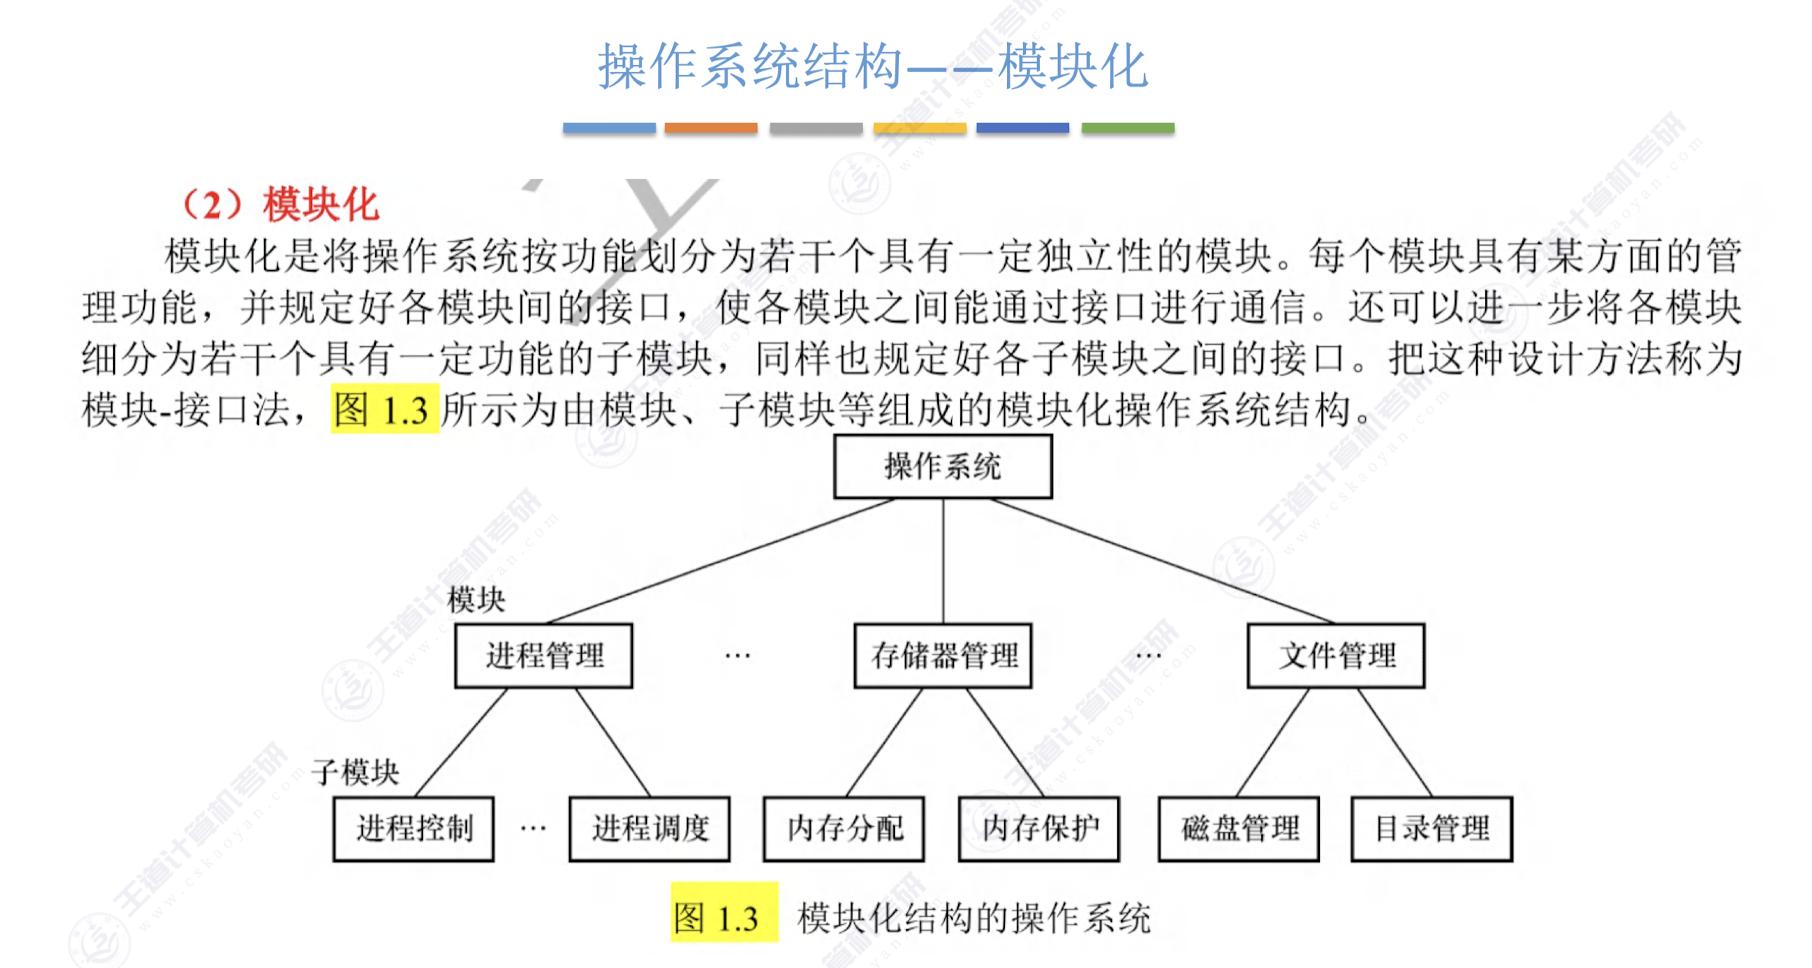 操作系统结构——模块化
（2）模块化
模块化是将操作系统按功能划分为若干个具有一定独立性的模块。每个模块具有某方面的管
理功能，并规定好各模块间的接口，使各模块之间能通过接口进行通信。还可以进一步将各模块
细分为若干个具有一定功能的子模块，同样也规定好各子模块之间的接口。把这种设计方法称为
模块-接口法，图 1.3 所示为由模块、子模块等组成的模块化操作系统结构。
操作系统
模块
进程管理 … 存储器管理 … 文件管理
子模块
进程控制 … 进程调度 内存分配 内存保护 磁盘管理 目录管理
图 1.3 模块化结构的操作系统
王道计算机考研
www.cskaoyan.com